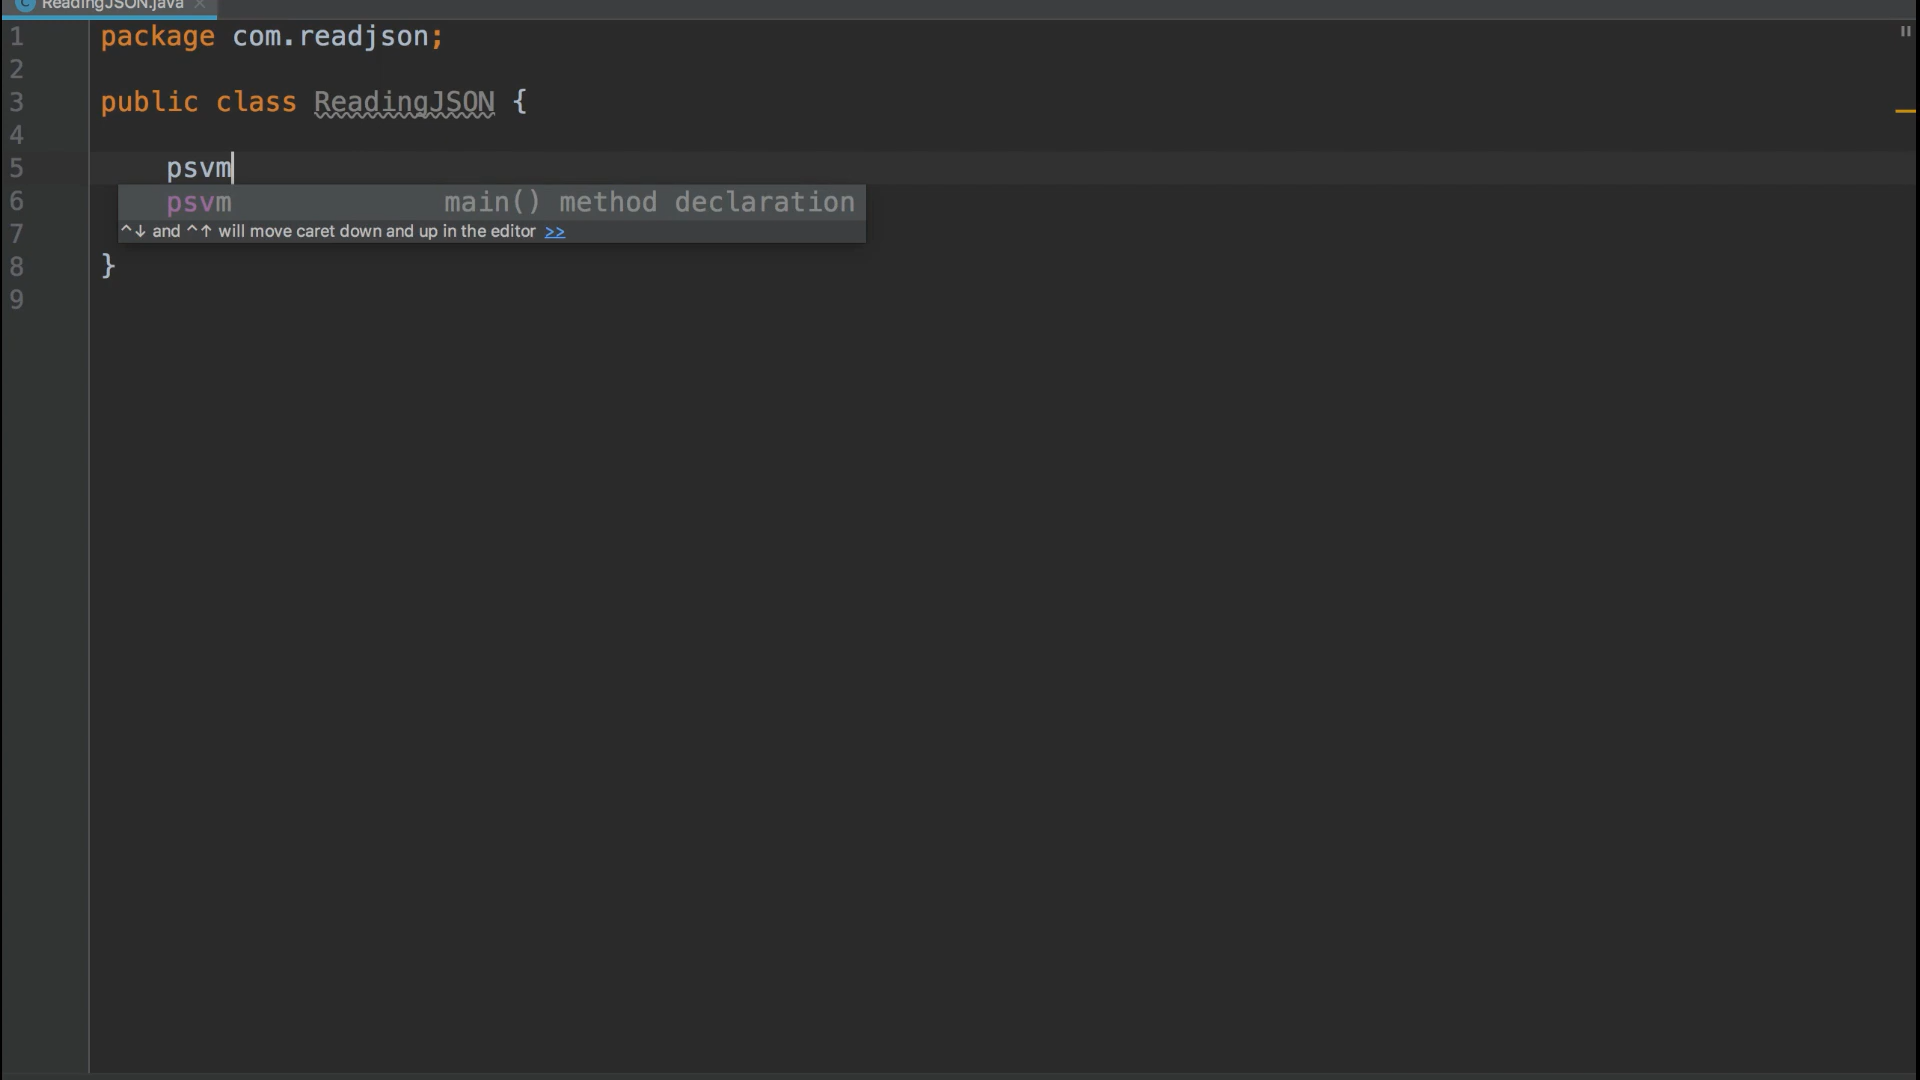 ReadingJSON.java
1 package com.readjson;
2
3 public class ReadingJSON {
4
5 psvm
6 psvm main() method declaration
7 ^↓ and ^↑ will move caret down and up in the editor >>
8 }
9